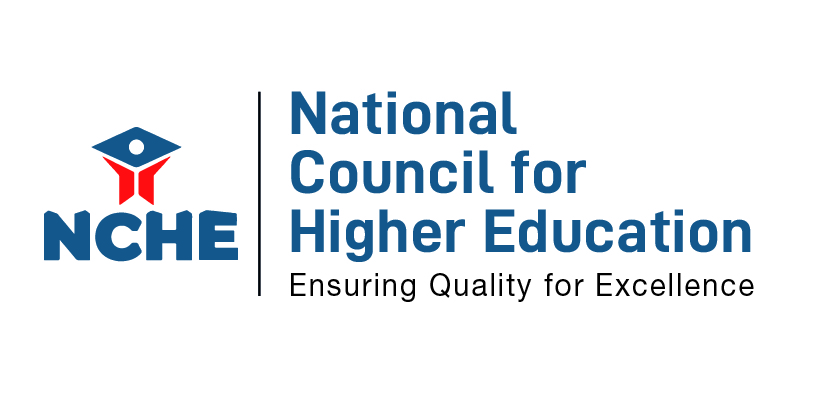 NCHE
National
Council for
Higher Education
Ensuring Quality for Excellence